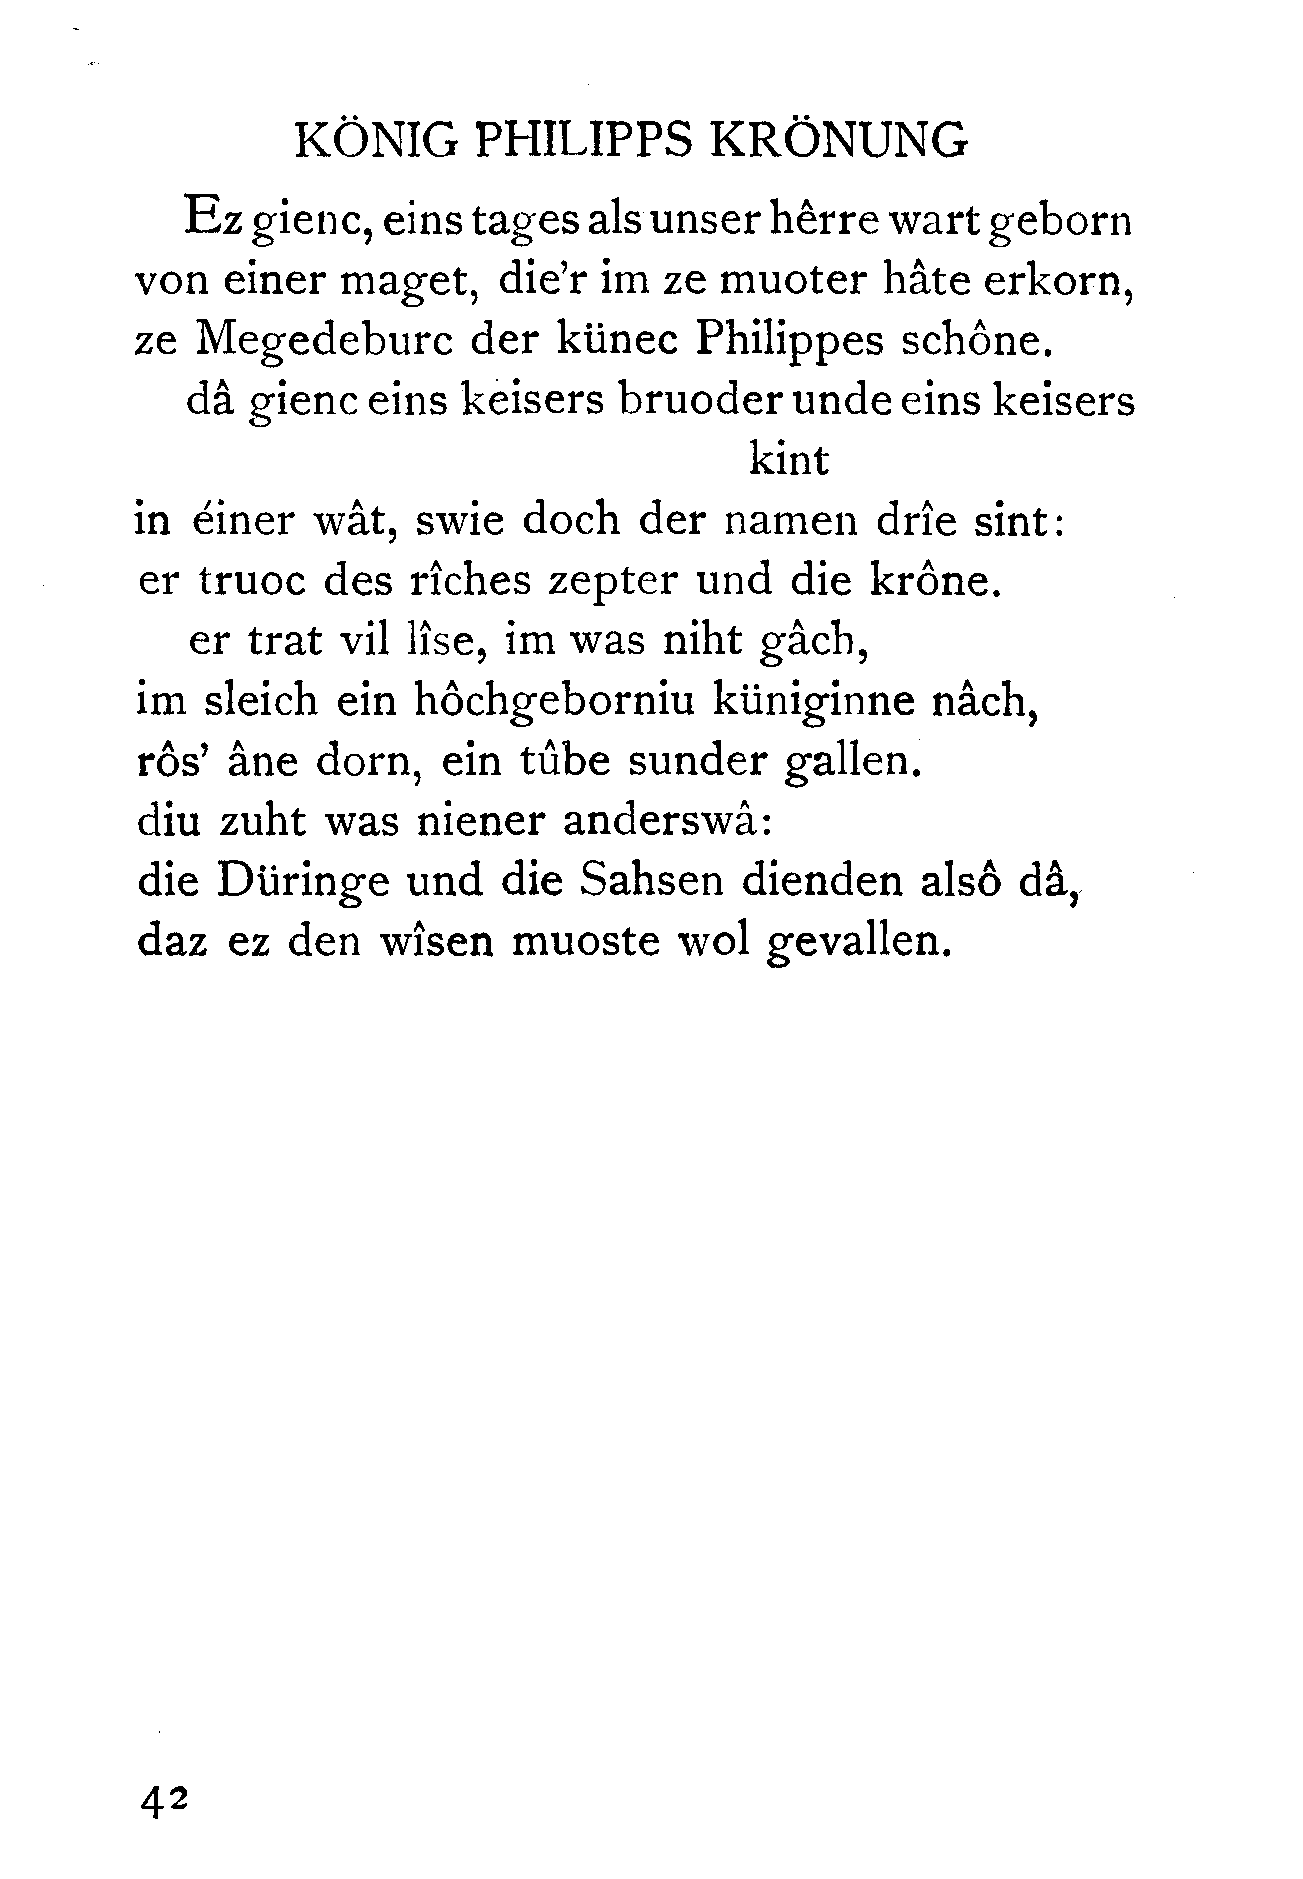 KÖNIG PHILIPPS KRÖNUNG
Ez gienc, eins tages als unser hêrre wart geborn
von einer maget, die’r im ze muoter hâte erkorn,
ze Megedeburc der künec Philippes schône.
dâ gienc eins keisers bruoder unde eins keisers
kint
in éiner wât, swie doch der namen drîe sint:
er truoc des rîches zepter und die krône.
er trat vil lîse, im was niht gâch,
im sleich ein hôchgeborniu küniginne nâch,
rôs’ âne dorn, ein tûbe sunder gallen.
diu zuht was niener anderswâ:
die Düringe und die Sahsen dienden alsô dâ,
daz ez den wîsen muoste wol gevallen.
42